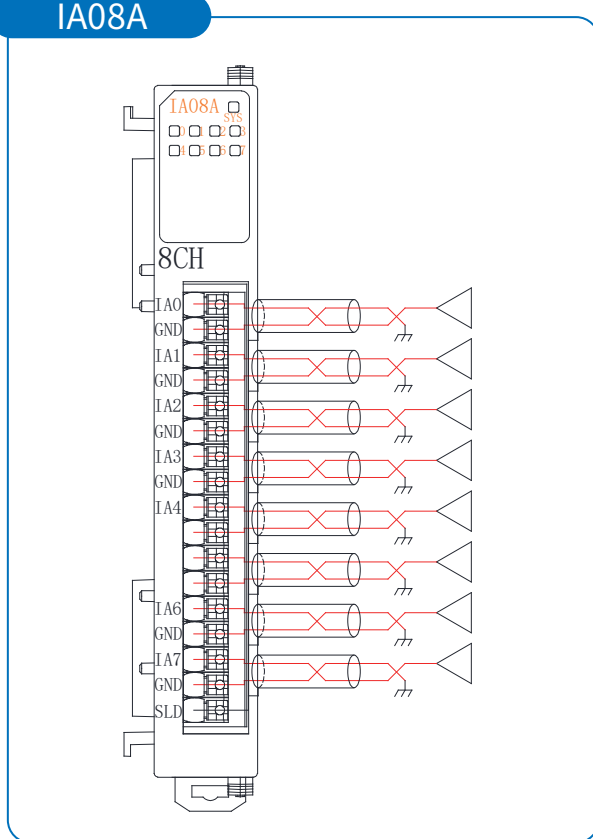 IA08A
IA08A
SYS
0 1 2 3
4 5 6 7
8CH
IA0
GND
IA1
GND
IA2
GND
IA3
GND
IA4
IA6
GND
IA7
GND
SLD